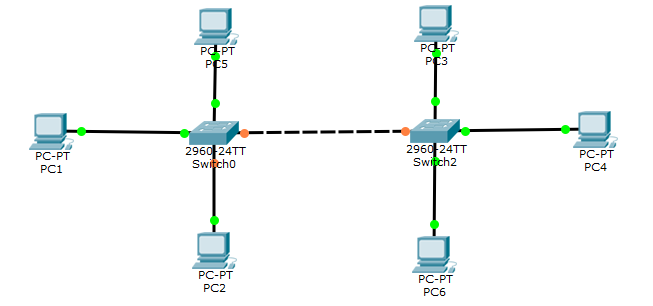 PC-PT
PC5
PC-PT
PC3
PC-PT
PC1
2960-24TT
Switch0
2960-24TT
Switch2
PC-PT
PC4
PC-PT
PC2
PC-PT
PC6